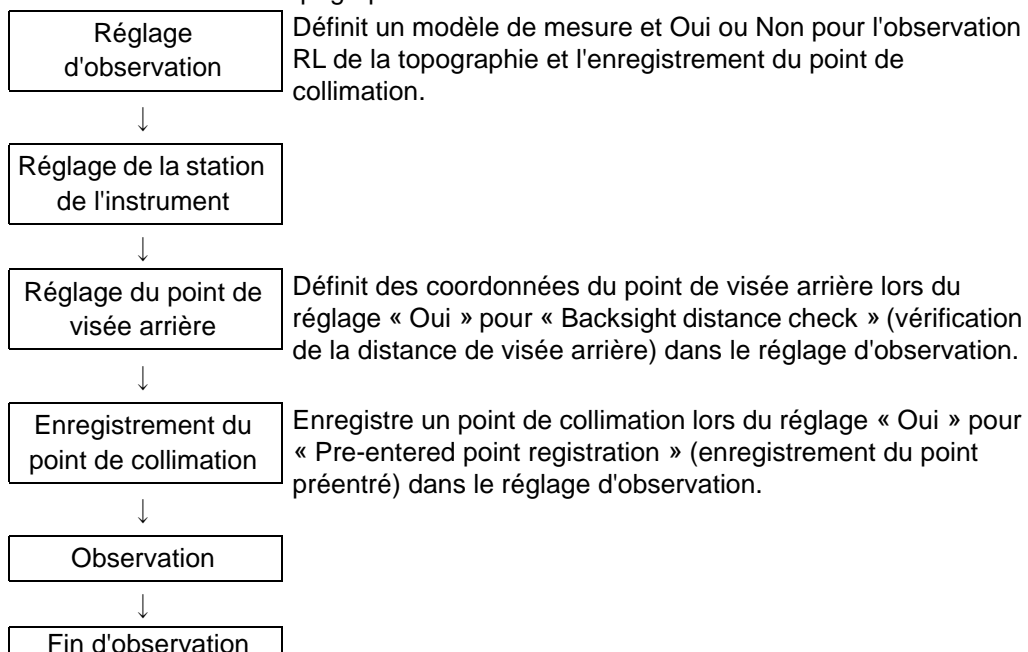 Réglage
d'observation
Définit un modèle de mesure et Oui ou Non pour l'observation
RL de la topographie et l'enregistrement du point de
collimation.
↓
Réglage de la station
de l'instrument
↓
Réglage du point de
visée arrière
Définit des coordonnées du point de visée arrière lors du
réglage « Oui » pour « Backsight distance check » (vérification
de la distance de visée arrière) dans le réglage d'observation.
↓
Enregistrement du
point de collimation
Enregistre un point de collimation lors du réglage « Oui » pour
« Pre-entered point registration » (enregistrement du point
préentré) dans le réglage d'observation.
↓
Observation
↓
Fin d'observation